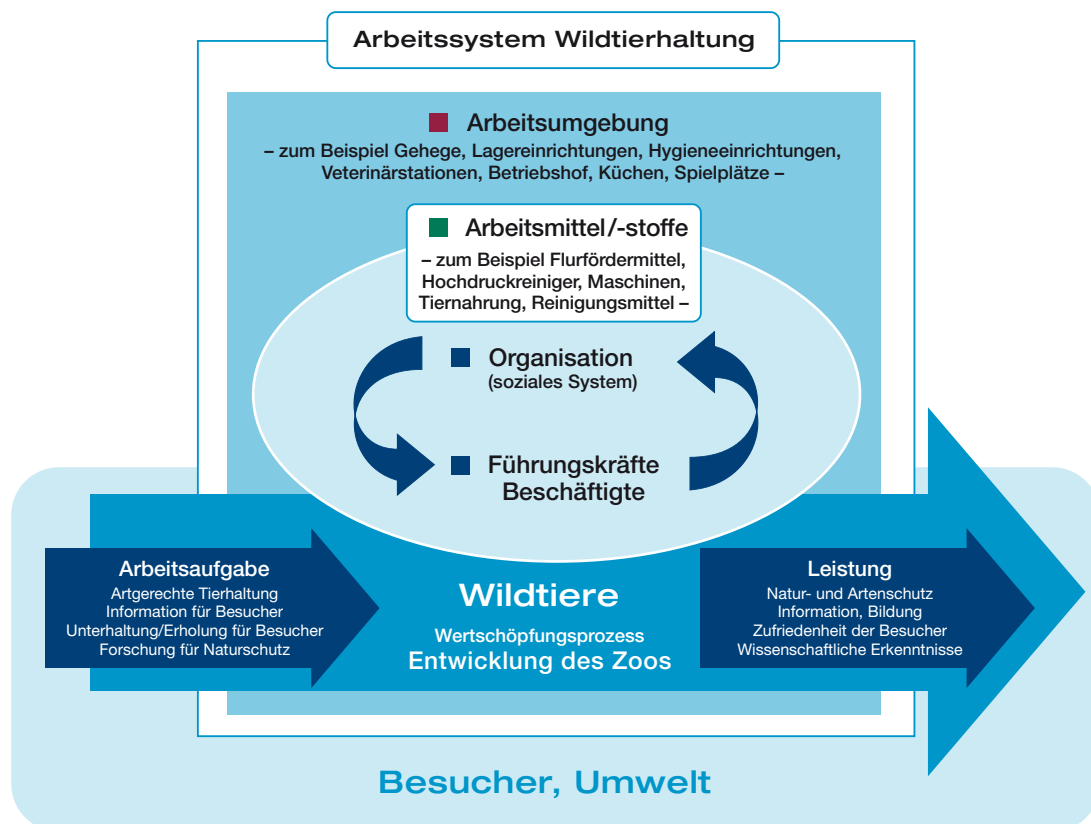 Arbeitssystem Wildtierhaltung
Arbeitsumgebung
– zum Beispiel Gehege, Lagereinrichtungen, Hygieneeinrichtungen,
Veterinärstationen, Betriebshof, Küchen, Spielplätze –
Arbeitsmittel/-stoffe
– zum Beispiel Flurfördermittel,
Hochdruckreiniger, Maschinen,
Tiernahrung, Reinigungsmittel –
Organisation
(soziales System)
Führungskräfte
Beschäftigte
Arbeitsaufgabe
Artgerechte Tierhaltung
Information für Besucher
Unterhaltung/Erholung für Besucher
Forschung für Naturschutz
Wildtiere
Wertschöpfungsprozess
Entwicklung des Zoos
Leistung
Natur- und Artenschutz
Information, Bildung
Zufriedenheit der Besucher
Wissenschaftliche Erkenntnisse
Besucher, Umwelt